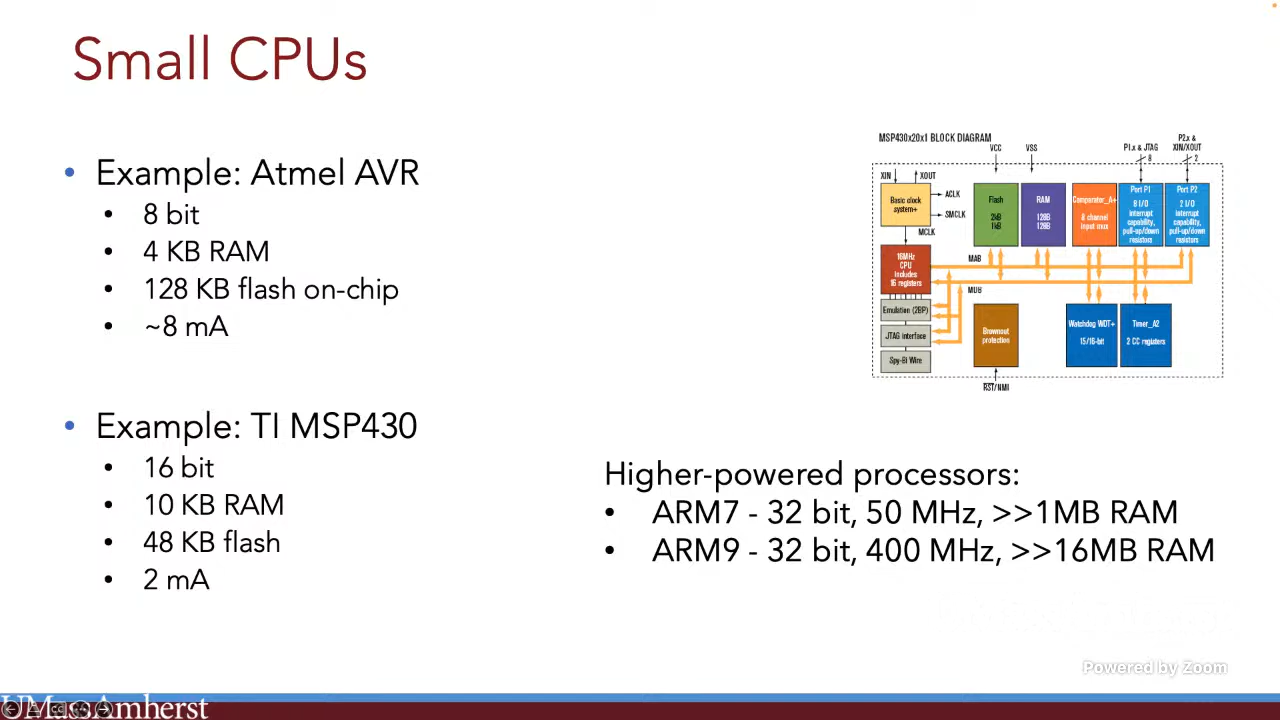 Small CPUs
• Example: Atmel AVR
• 8 bit
• 4 KB RAM
• 128 KB flash on-chip
• ~8 mA
• Example: TI MSP430
• 16 bit
• 10 KB RAM
• 48 KB flash
• 2 mA
MSP430x20x1 BLOCK DIAGRAM
VCC
VSS
P1.x & JTAG
8
P2.x &
XIN/XOUT
2
XIN
XOUT
Basic clock
system+
ACLK
SMCLK
MCLK
Flash
2kB
1kB
RAM
128B
128B
Comparator_A+
8 channel
input mux
Port P1
8 I/O
interrupt
capability,
pull-up/down
resistors
Port P2
2 I/O
interrupt
capability,
pull-up/down
resistors
16MHz
CPU
includes
16 registers
MAB
MDB
Emulation (2BP)
JTAG interface
Spy-Bi Wire
Brownout
protection
RST/NMI
Watchdog WDT+
15/16-bit
Timer_A2
2 CC registers
Higher-powered processors:
• ARM7 - 32 bit, 50 MHz, >>1MB RAM
• ARM9 - 32 bit, 400 MHz, >>16MB RAM
Powered by Zoom
UMassAmherst